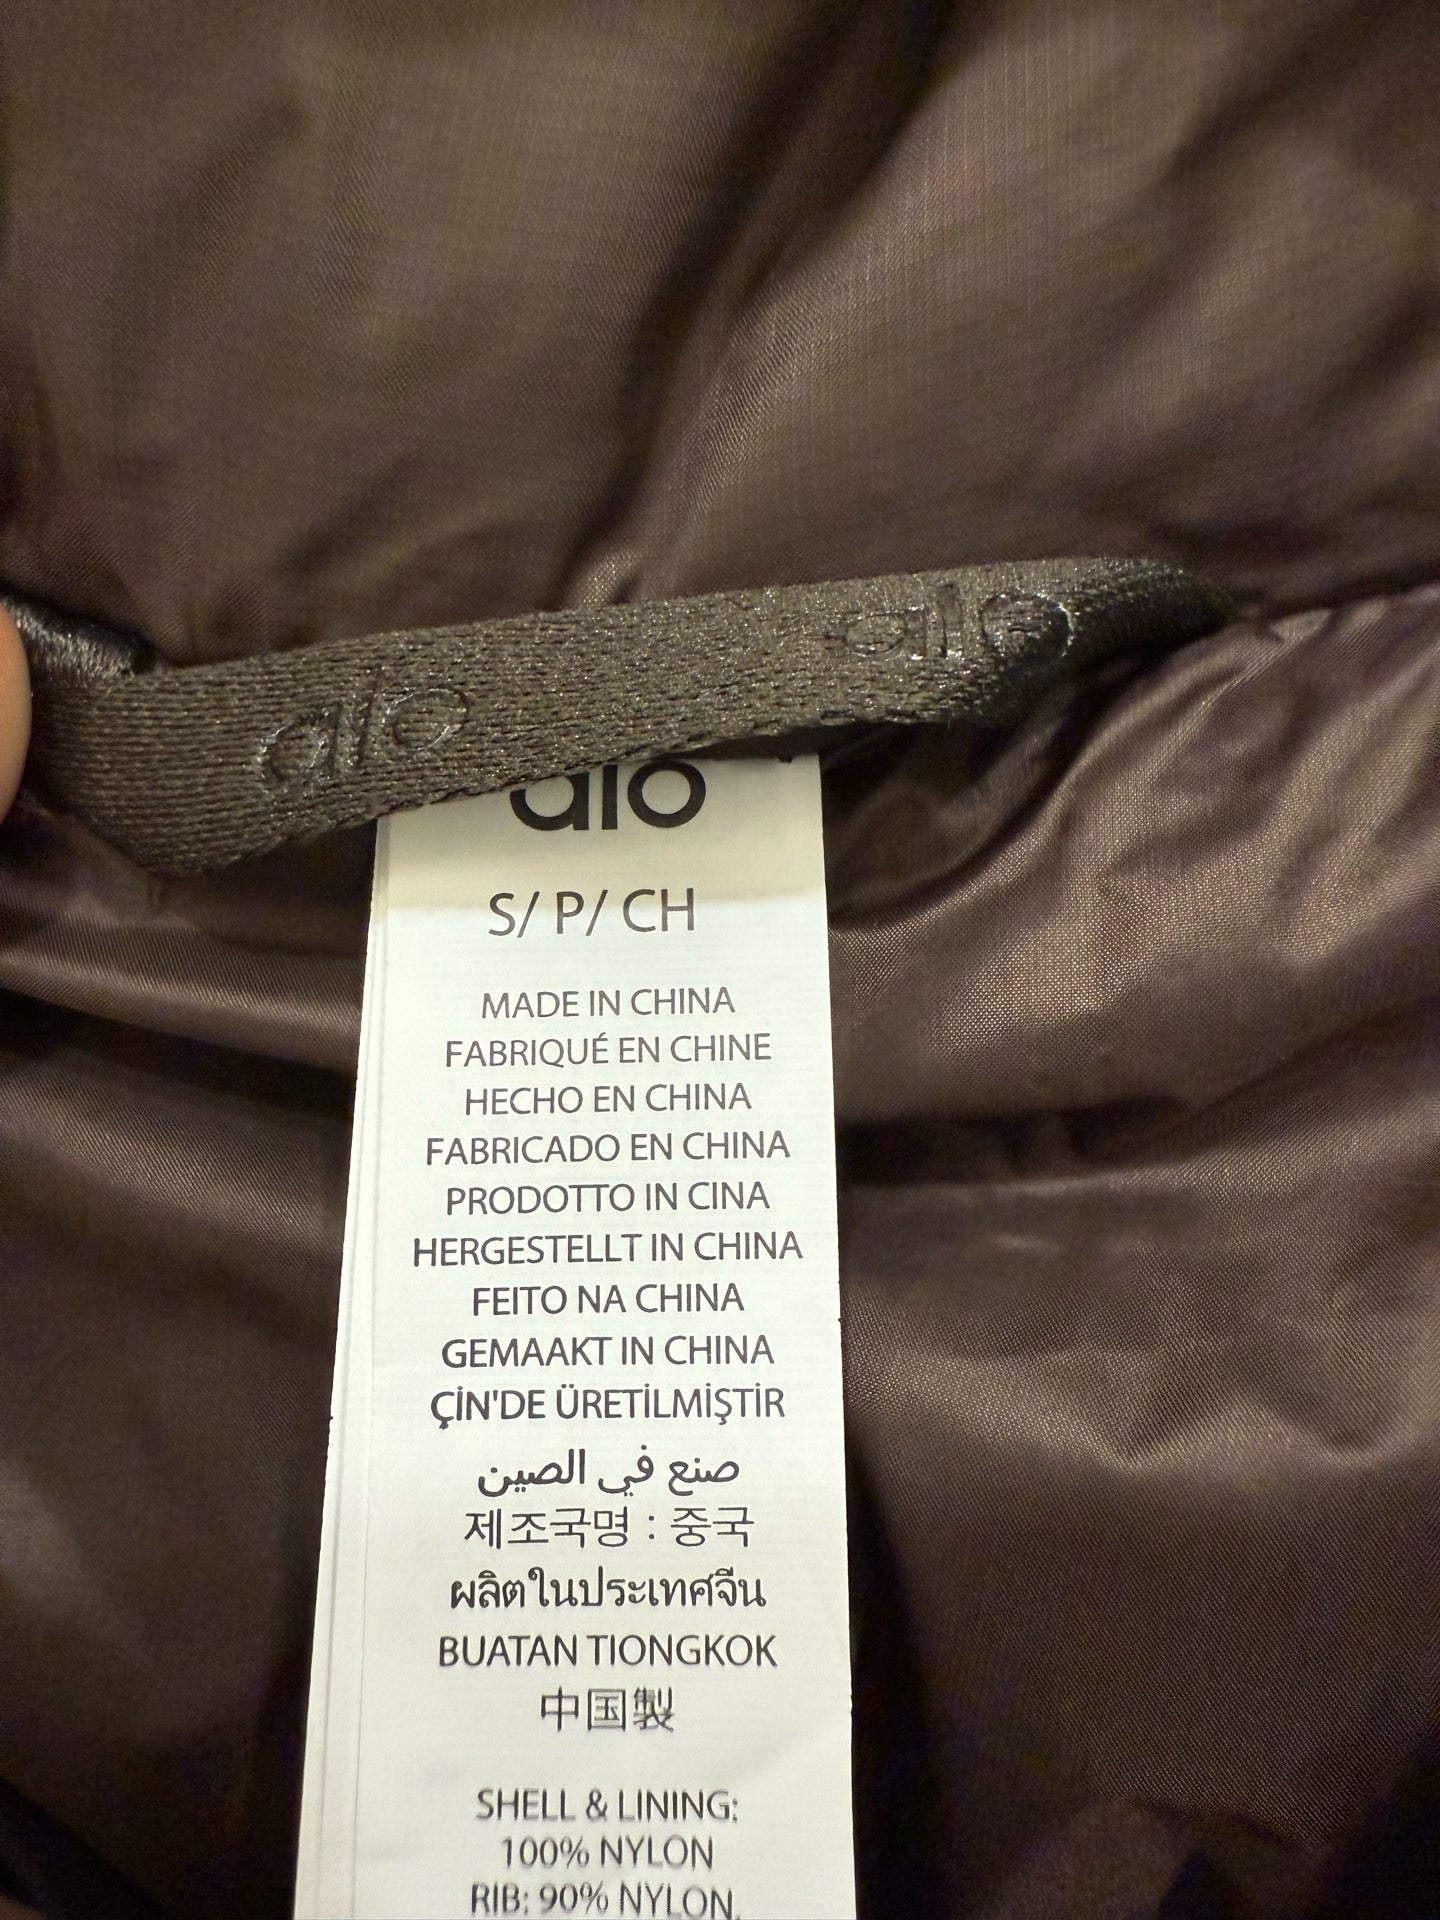 alo
alo
alo
S/ P/ CH
MADE IN CHINA
FABRIQUÉ EN CHINE
HECHO EN CHINA
FABRICADO EN CHINA
PRODOTTO IN CINA
HERGESTELLT IN CHINA
FEITO NA CHINA
GEMAAKT IN CHINA
ÇİN'DE ÜRETİLMİŞTİR
صنع في الصين
제조국명 : 중국
ผลิตในประเทศจีน
BUATAN TIONGKOK
中国製
SHELL & LINING:
100% NYLON
RIB: 90% NYLON,